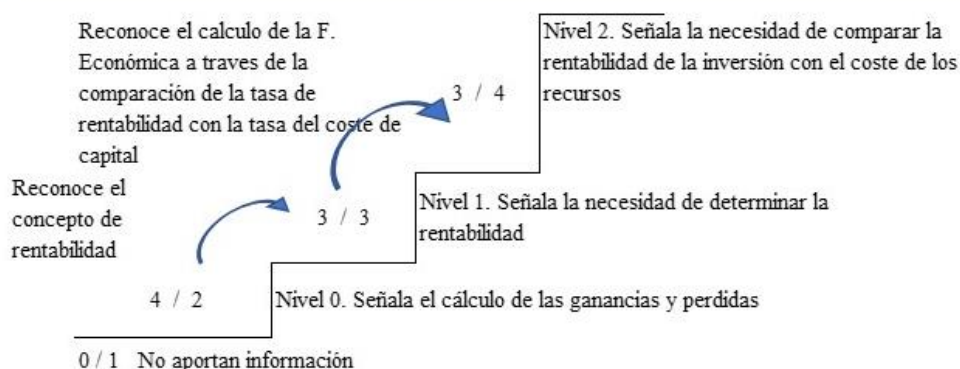 Reconoce el calculo de la F.
Económica a traves de la
comparación de la tasa de
rentabilidad con la tasa del coste de
capital
3 / 4
Nivel 2. Señala la necesidad de comparar la
rentabilidad de la inversión con el coste de los
recursos
Reconoce el
concepto de
rentabilidad
3 / 3
Nivel 1. Señala la necesidad de determinar la
rentabilidad
4 / 2
Nivel 0. Señala el cálculo de las ganancias y perdidas
0 / 1 No aportan información